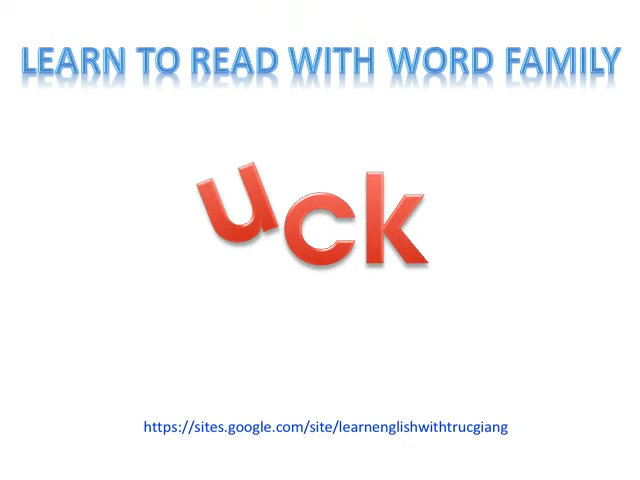 LEARN TO READ WITH WORD FAMILY
uck
https://sites.google.com/site/learnenglishwithtrucgiang